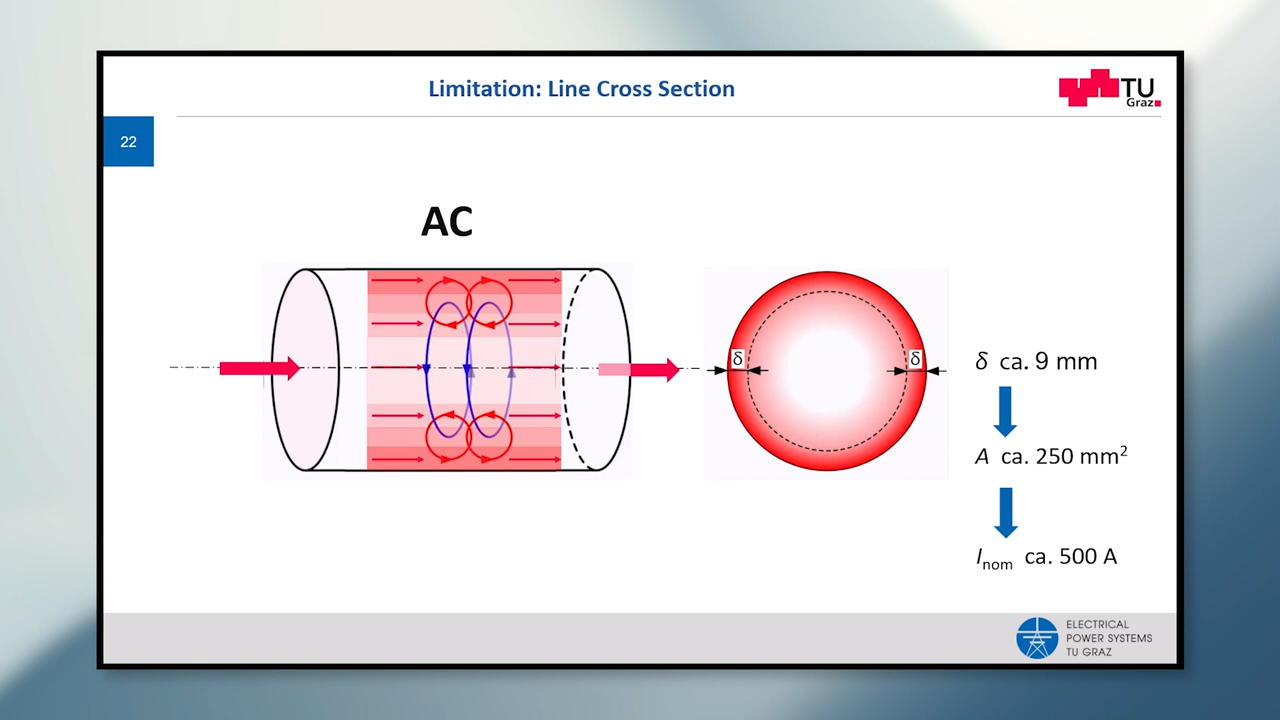 Limitation: Line Cross Section
TU
Graz
22
AC
δ
δ
δ ca. 9 mm
A ca. 250 mm²
Inom ca. 500 A
ELECTRICAL
POWER SYSTEMS
TU GRAZ